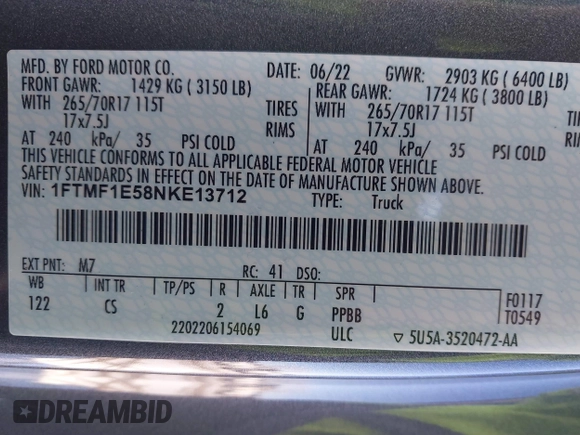 MFD. BY FORD MOTOR CO. DATE: 06/22 GVWR: 2903 KG (6400 LB)
FRONT GAWR: 1429 KG (3150 LB) REAR GAWR: 1724 KG (3800 LB)
WITH 265/70R17 115T TIRES WITH 265/70R17 115T TIRES
17x7.5J RIMS 17x7.5J RIMS
AT 240 kPa/ 35 PSI COLD AT 240 kPa/ 35 PSI COLD
THIS VEHICLE CONFORMS TO ALL APPLICABLE FEDERAL MOTOR VEHICLE
SAFETY STANDARDS IN EFFECT ON THE DATE OF MANUFACTURE SHOWN ABOVE.
VIN: 1FTMF1E58NKE13712 TYPE: Truck
EXT PNT: M7 RC: 41 DSO:
WB INT TR TP/PS R AXLE TR SPR F0117
122 CS 2 L6 G PPBB T0549
2202206154069 ULC ▽ 5U5A-3520472-AA
DREAMBID